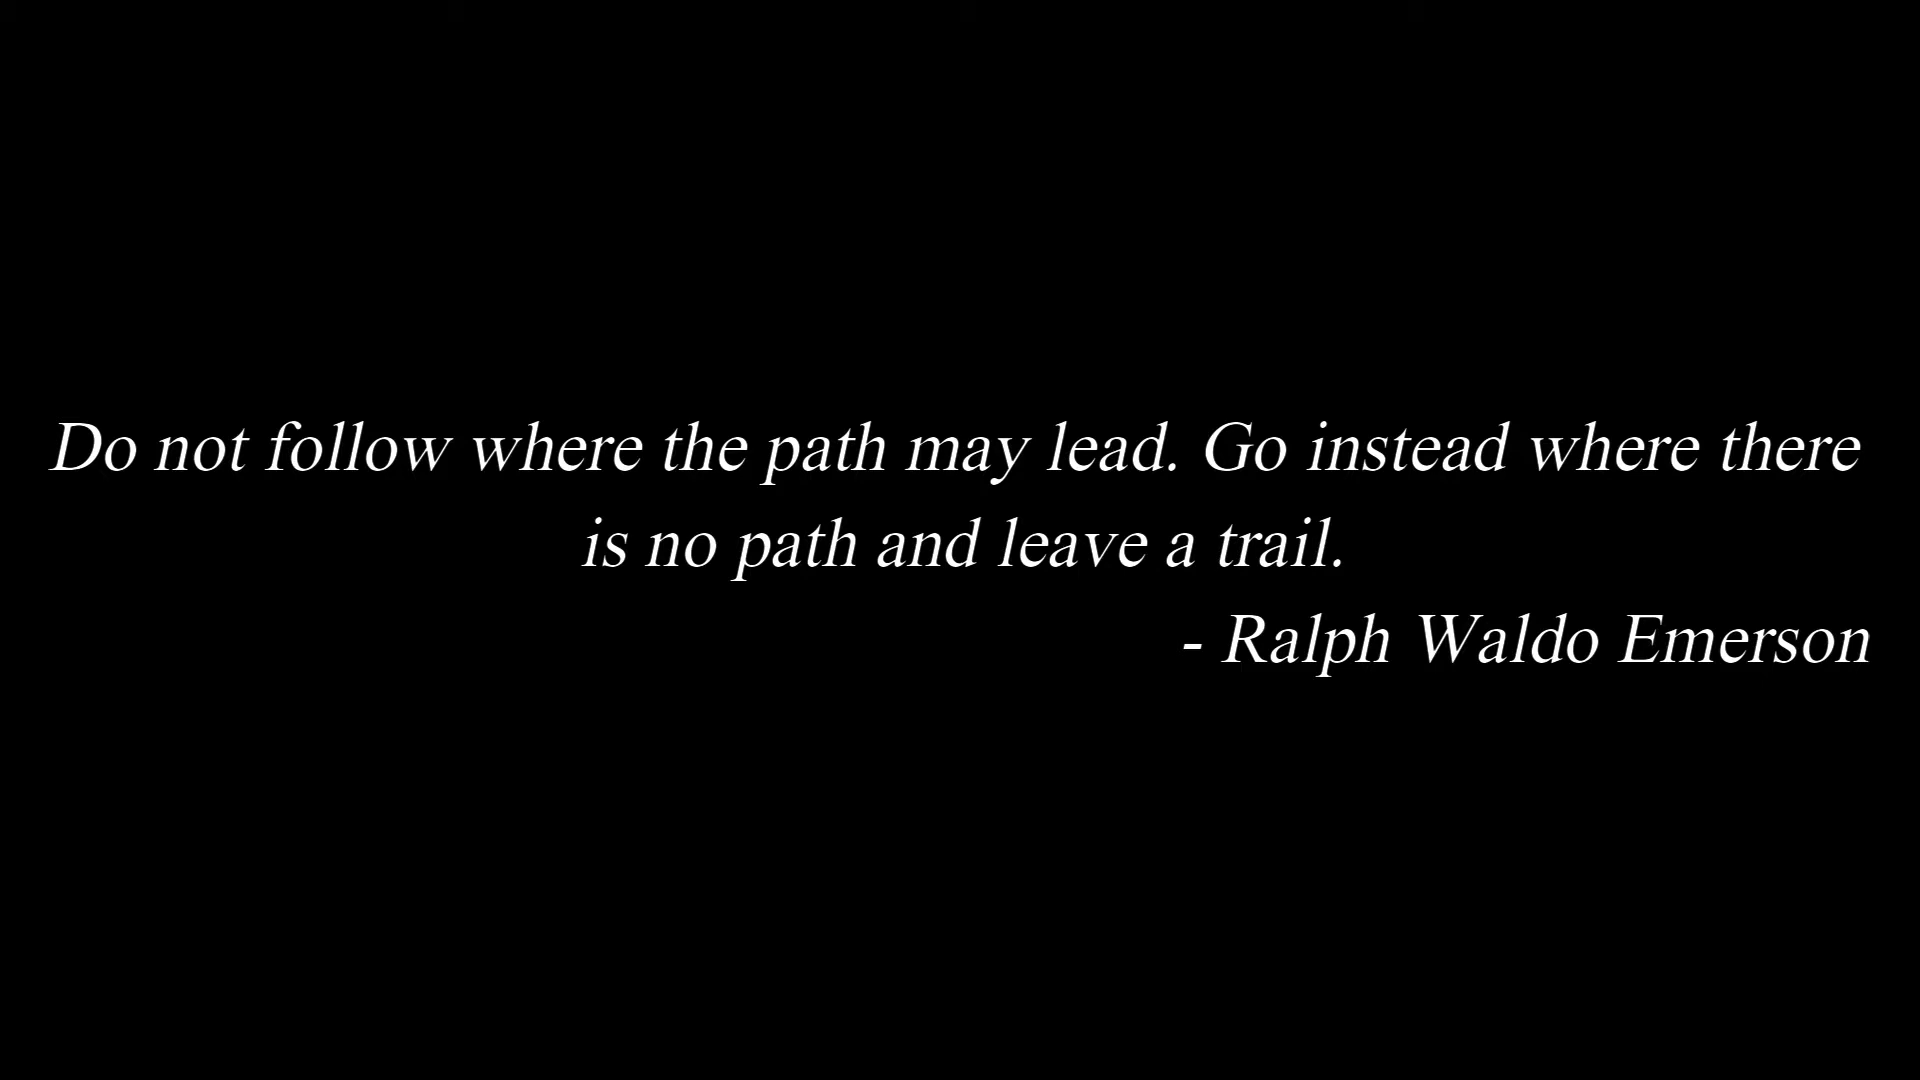 Do not follow where the path may lead. Go instead where there
is no path and leave a trail.
- Ralph Waldo Emerson